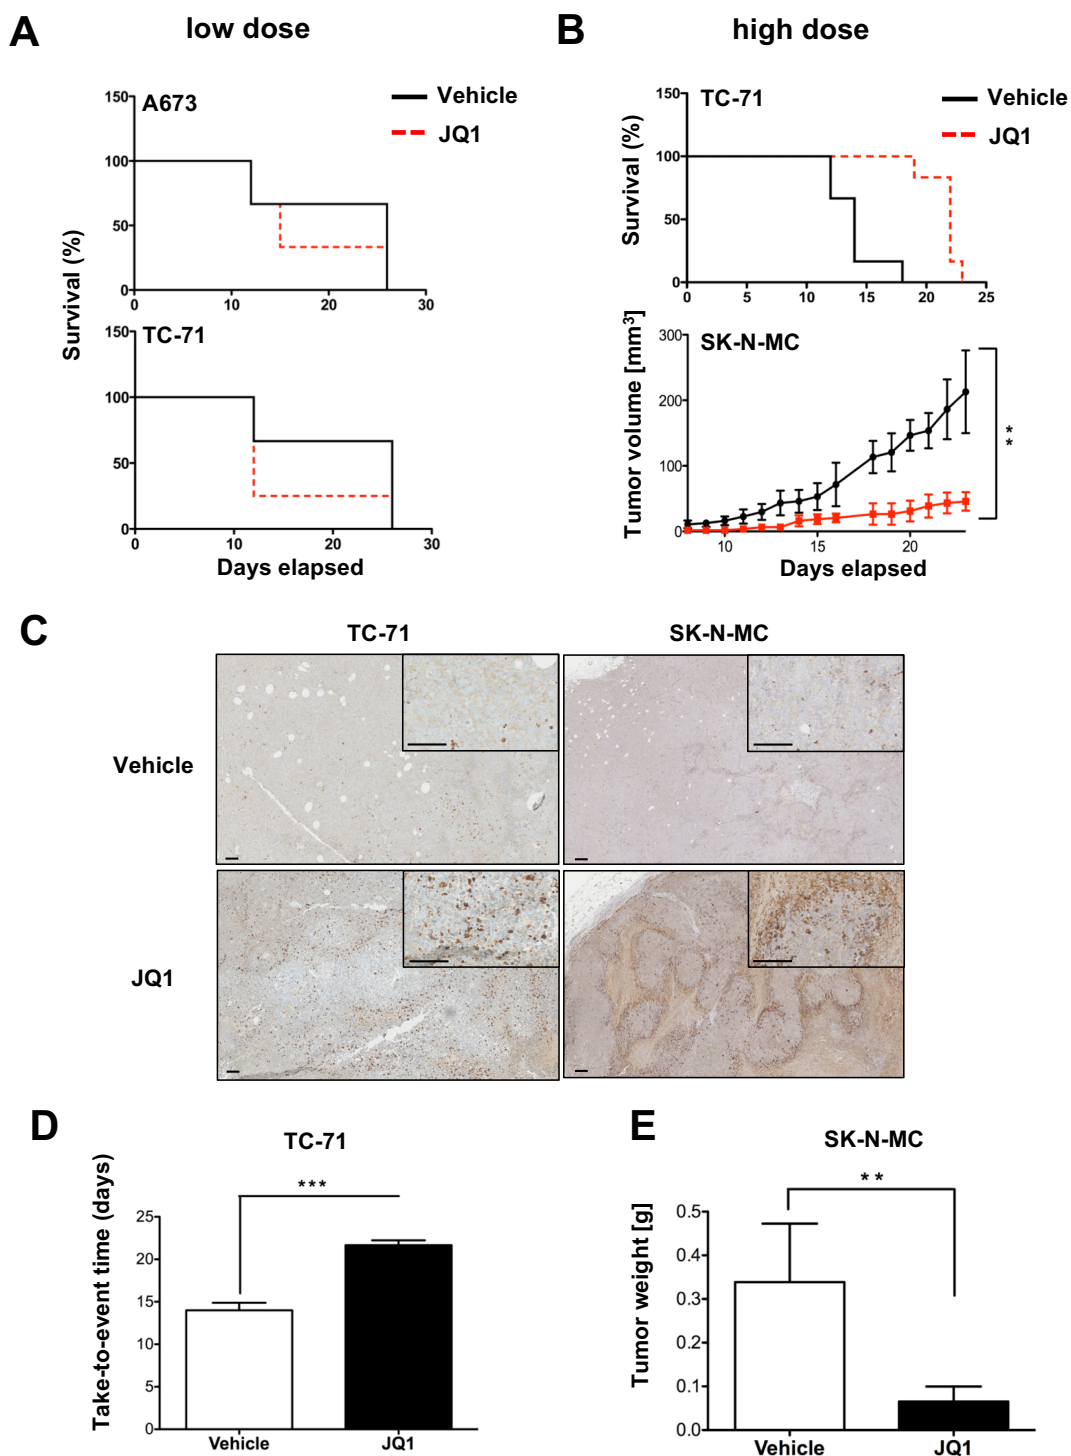 A
low dose
B
high dose
A673
Vehicle
JQ1
150
100
50
0
0
10
20
30
Survival (%)
TC-71
150
100
50
0
0
10
20
30
Days elapsed
TC-71
Vehicle
JQ1
Survival (%)
150
100
50
0
0
5
10
15
20
25
SK-N-MC
Tumor volume [mm³]
300
200
100
0
10
15
20
Days elapsed
**
C
TC-71
SK-N-MC
Vehicle
JQ1
D
TC-71
***
Take-to-event time (days)
25
20
15
10
5
0
Vehicle
JQ1
E
SK-N-MC
**
Tumor weight [g]
0.5
0.4
0.3
0.2
0.1
0.0
Vehicle
JQ1